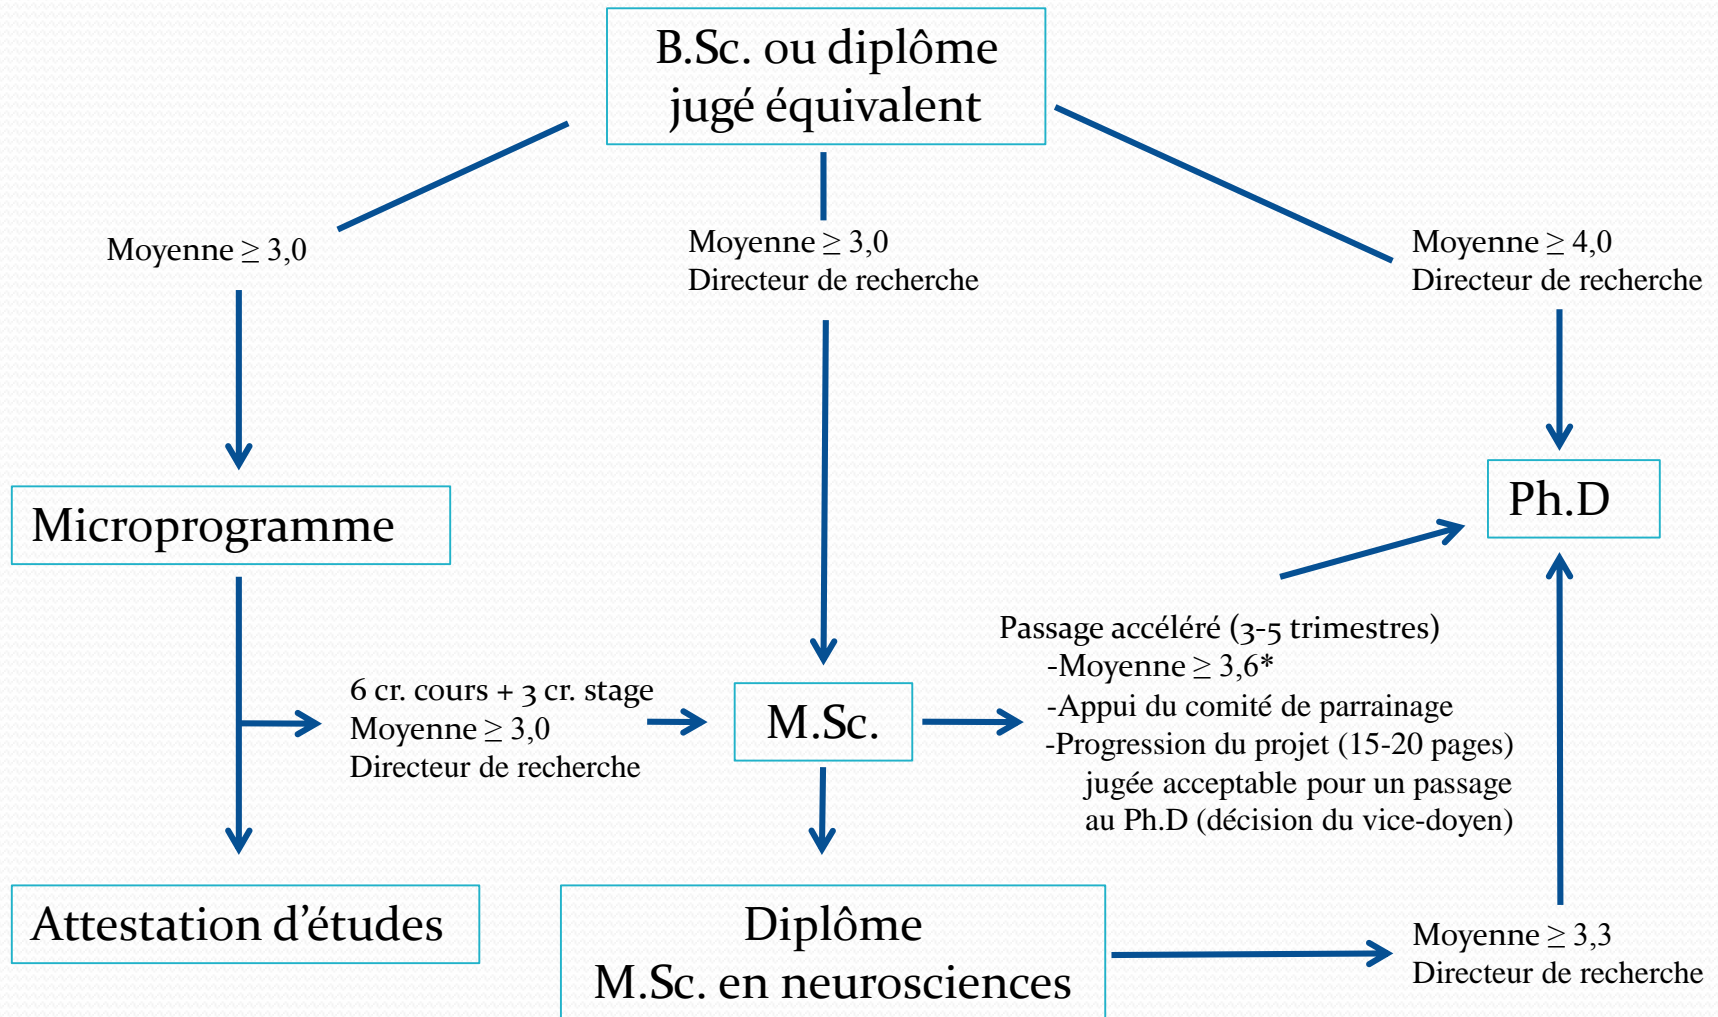 B.Sc. ou diplôme
jugé équivalent
Moyenne ≥ 3,0
Moyenne ≥ 3,0
Directeur de recherche
Moyenne ≥ 4,0
Directeur de recherche
Microprogramme
Ph.D
6 cr. cours + 3 cr. stage
Moyenne ≥ 3,0
Directeur de recherche
M.Sc.
Passage accéléré (3-5 trimestres)
-Moyenne ≥ 3,6*
-Appui du comité de parrainage
-Progression du projet (15-20 pages)
jugée acceptable pour un passage
au Ph.D (décision du vice-doyen)
Attestation d’études
Diplôme
M.Sc. en neurosciences
Moyenne ≥ 3,3
Directeur de recherche